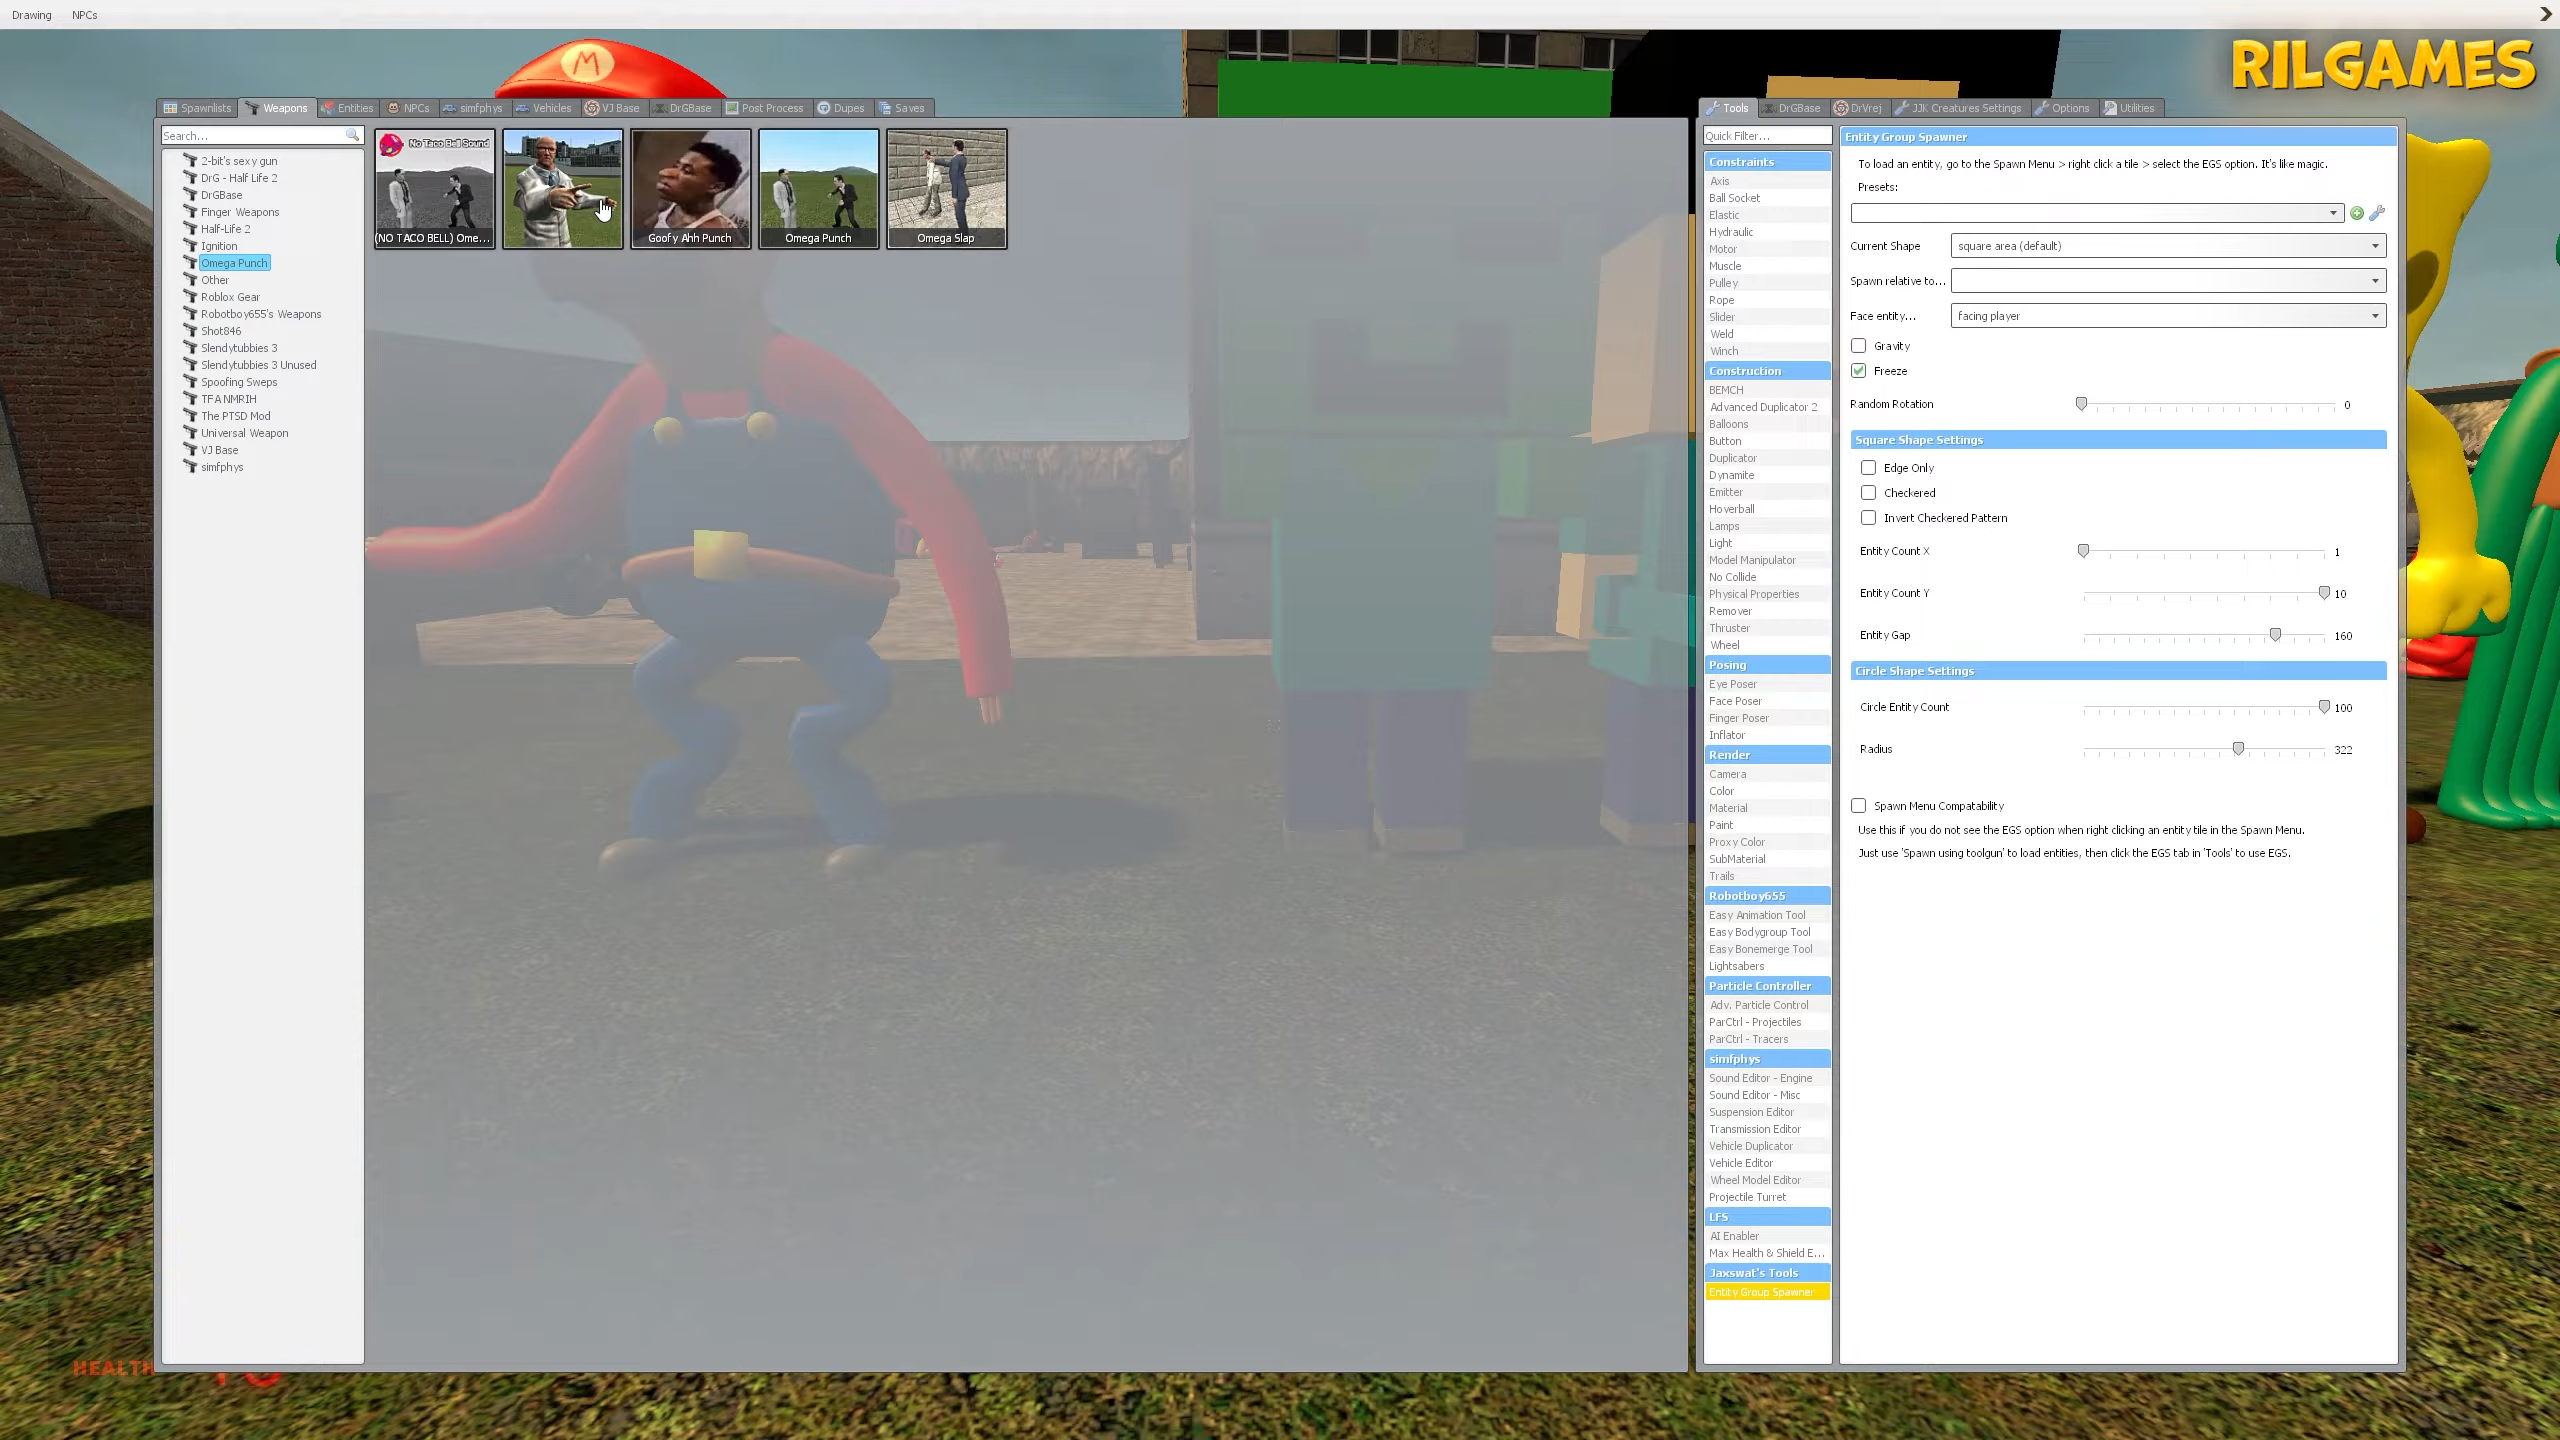 Drawing NPCs
RILGAMES
M
Spawnlists Weapons Entities NPCs simfphys Vehicles VJ Base DrGBase Post Process Dupes Saves
Search...
2-bit's sexy gun
DrG - Half Life 2
DrGBase
Finger Weapons
Half-Life 2
Ignition
Omega Punch
Other
Roblox Gear
Robotboy655's Weapons
Shot846
Slendytubbies 3
Slendytubbies 3 Unused
Spoofing Sweps
TFA NMRIH
The PTSD Mod
Universal Weapon
VJ Base
simfphys
No Taco Bell Sound
(NO TACO BELL) Ome...
Goofy Ahh Punch
Omega Punch
Omega Slap
HEALTH
Tools DrGBase DrVrej JJK Creatures Settings Options Utilities
Quick Filter...
Constraints
Axis
Ball Socket
Elastic
Hydraulic
Motor
Muscle
Pulley
Rope
Slider
Weld
Winch
Construction
BEMCH
Advanced Duplicator 2
Balloons
Button
Duplicator
Dynamite
Emitter
Hoverball
Lamps
Light
Model Manipulator
No Collide
Physical Properties
Remover
Thruster
Wheel
Posing
Eye Poser
Face Poser
Finger Poser
Inflator
Render
Camera
Color
Material
Paint
Proxy Color
SubMaterial
Trails
Robotboy655
Easy Animation Tool
Easy Bodygroup Tool
Easy Bonemerge Tool
Lightsabers
Particle Controller
Adv. Particle Control
ParCtrl - Projectiles
ParCtrl - Tracers
simfphys
Sound Editor - Engine
Sound Editor - Misc
Suspension Editor
Transmission Editor
Vehicle Duplicator
Vehicle Editor
Wheel Model Editor
Projectile Turret
LFS
AI Enabler
Max Health & Shield E...
Jaxswat's Tools
Entity Group Spawner
Entity Group Spawner
To load an entity, go to the Spawn Menu > right click a tile > select the EGS option. It's like magic.
Presets:
Current Shape square area (default)
Spawn relative to...
Face entity... facing player
Gravity
Freeze
Random Rotation 0
Square Shape Settings
Edge Only
Checkered
Invert Checkered Pattern
Entity Count X 1
Entity Count Y 10
Entity Gap 160
Circle Shape Settings
Circle Entity Count 100
Radius 322
Spawn Menu Compatability
Use this if you do not see the EGS option when right clicking an entity tile in the Spawn Menu.
Just use 'Spawn using toolgun' to load entities, then click the EGS tab in 'Tools' to use EGS.